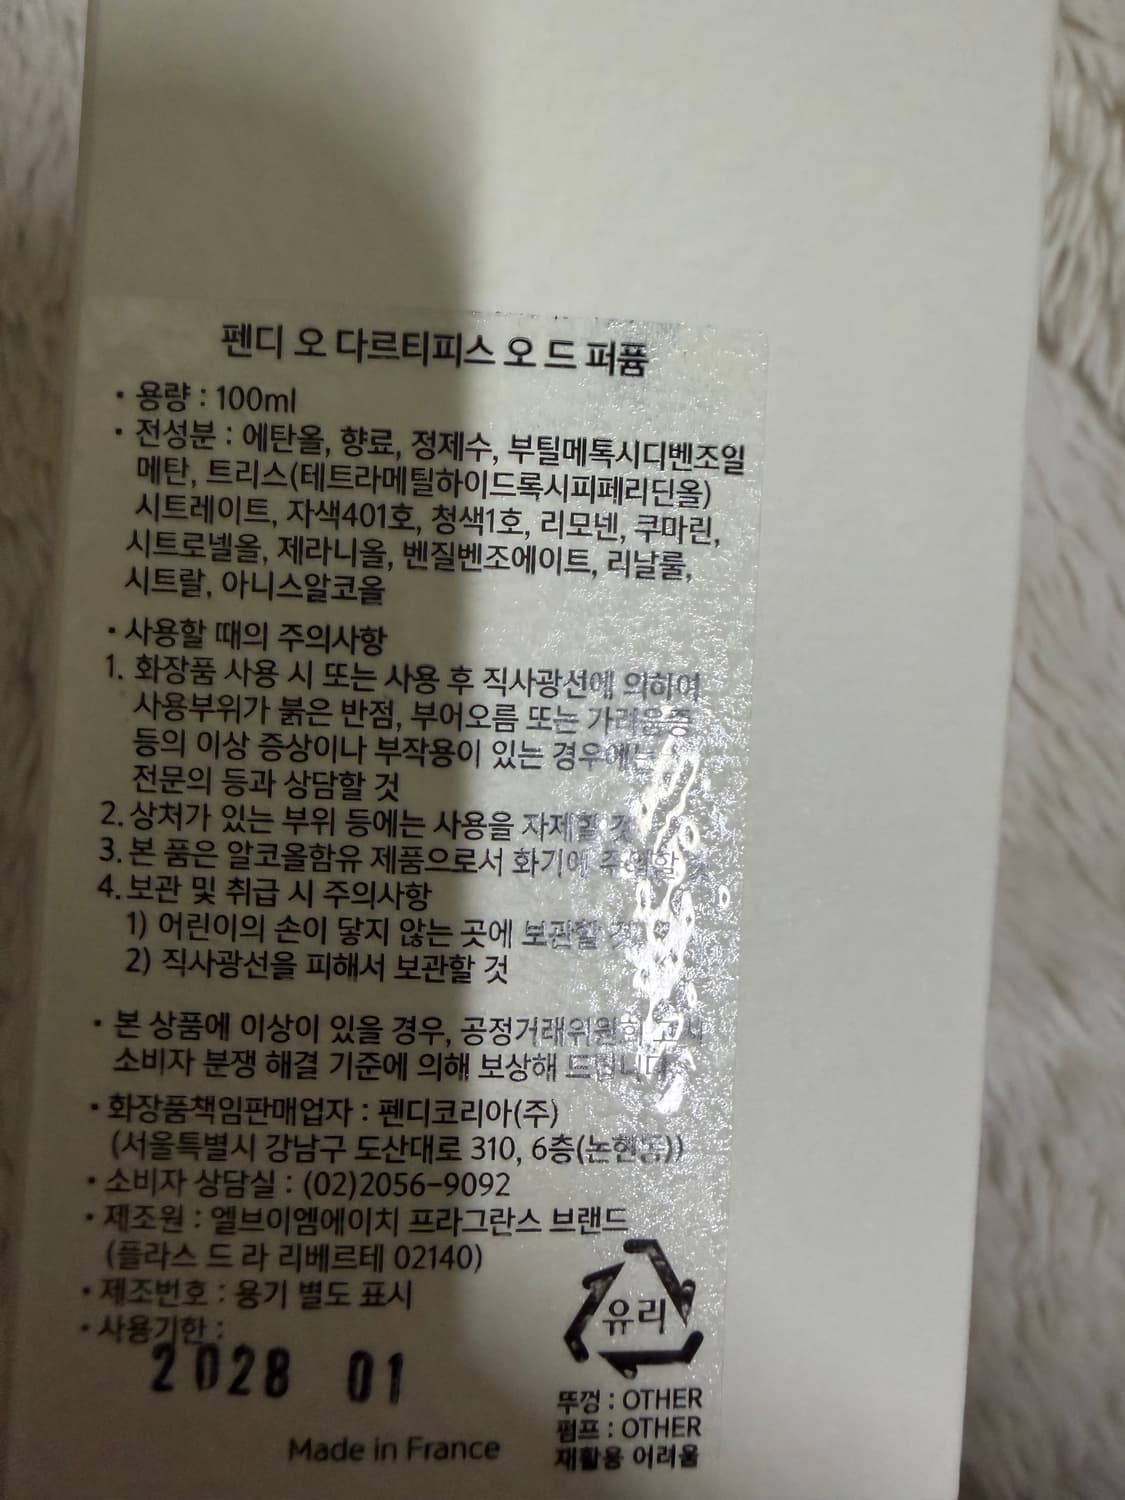 펜디 오 다르티피스 오 드 퍼퓸
• 용량 : 100ml
• 전성분 : 에탄올, 향료, 정제수, 부틸메톡시디벤조일
메탄, 트리스(테트라메틸하이드록시피페리딘올)
시트레이트, 자색401호, 청색1호, 리모넨, 쿠마린,
시트로넬올, 제라니올, 벤질벤조에이트, 리날룰,
시트랄, 아니스알코올
• 사용할 때의 주의사항
1. 화장품 사용 시 또는 사용 후 직사광선에 의하여
사용부위가 붉은 반점, 부어오름 또는 가려움증
등의 이상 증상이나 부작용이 있는 경우에는
전문의 등과 상담할 것
2. 상처가 있는 부위 등에는 사용을 자제할 것
3. 본 품은 알코올함유 제품으로서 화기에 주의할 것
4. 보관 및 취급 시 주의사항
1) 어린이의 손이 닿지 않는 곳에 보관할 것
2) 직사광선을 피해서 보관할 것
• 본 상품에 이상이 있을 경우, 공정거래위원회 고시
소비자 분쟁 해결 기준에 의해 보상해 드립니다
• 화장품책임판매업자 : 펜디코리아(주)
(서울특별시 강남구 도산대로 310, 6층(논현동))
• 소비자 상담실 : (02)2056-9092
• 제조원 : 엘브이엠에이치 프라그란스 브랜드
(플라스 드 라 리베르테 02140)
• 제조번호 : 용기 별도 표시
• 사용기한 :
2028 01
Made in France
유리
뚜껑 : OTHER
펌프 : OTHER
재활용 어려움